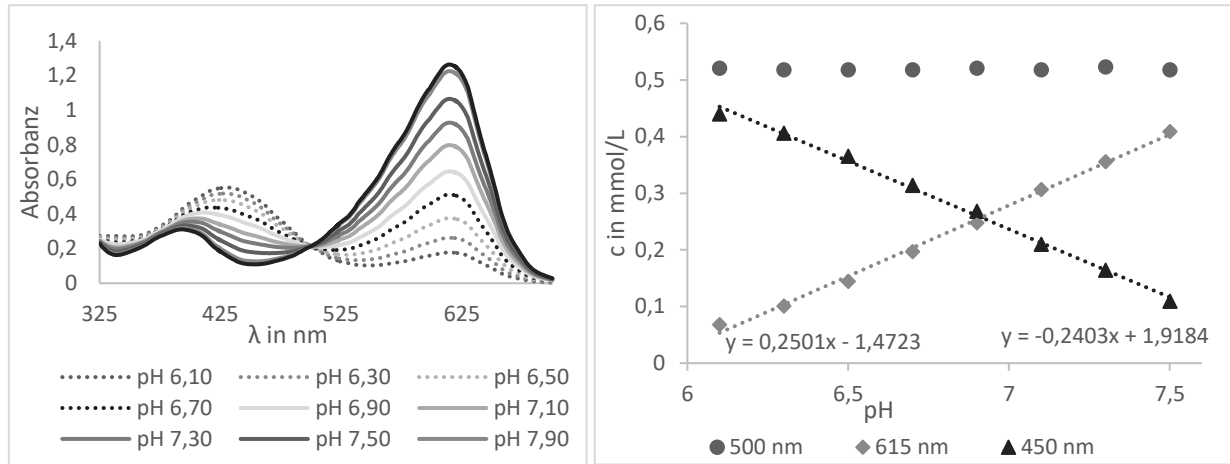 1,4
1,2
1
0,8
0,6
0,4
0,2
0
Absorbanz
325 425 525 625
λ in nm
pH 6,10 pH 6,30 pH 6,50
pH 6,70 pH 6,90 pH 7,10
pH 7,30 pH 7,50 pH 7,90
0,6
0,5
0,4
0,3
0,2
0,1
0
c in mmol/L
y = 0,2501x - 1,4723
y = -0,2403x + 1,9184
6 6,5 7 7,5
pH
500 nm 615 nm 450 nm